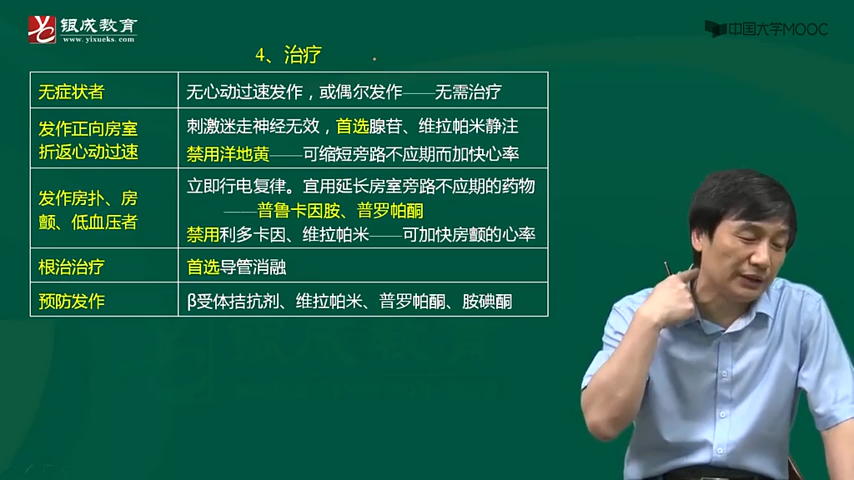 银成教育
www.yixueks.com
中国大学MOOC
4、治疗
无症状者
无心动过速发作，或偶尔发作——无需治疗
发作正向房室
折返心动过速
刺激迷走神经无效，首选腺苷、维拉帕米静注
禁用洋地黄——可缩短旁路不应期而加快心率
发作房扑、房
颤、低血压者
立即行电复律。宜用延长房室旁路不应期的药物
——普鲁卡因胺、普罗帕酮
禁用利多卡因、维拉帕米——可加快房颤的心率
根治治疗
首选导管消融
预防发作
β受体拮抗剂、维拉帕米、普罗帕酮、胺碘酮
银成教育